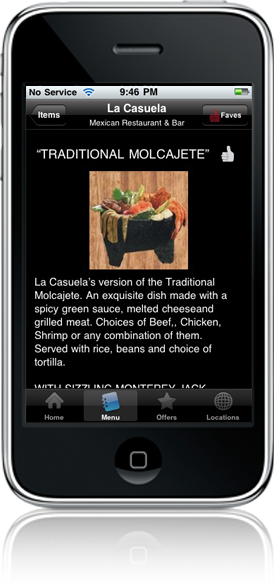 No Service 9:46 PM
La Casuela
Items
Mexican Restaurant & Bar
Faves
“TRADITIONAL MOLCAJETE”
La Casuela's version of the Traditional
Molcajete. An exquisite dish made with a
spicy green sauce, melted cheeseand
grilled meat. Choices of Beef,, Chicken,
Shrimp or any combination of them.
Served with rice, beans and choice of
tortilla.
WITH SIZZLING MONTEREY JACK
Home Menu Offers Locations